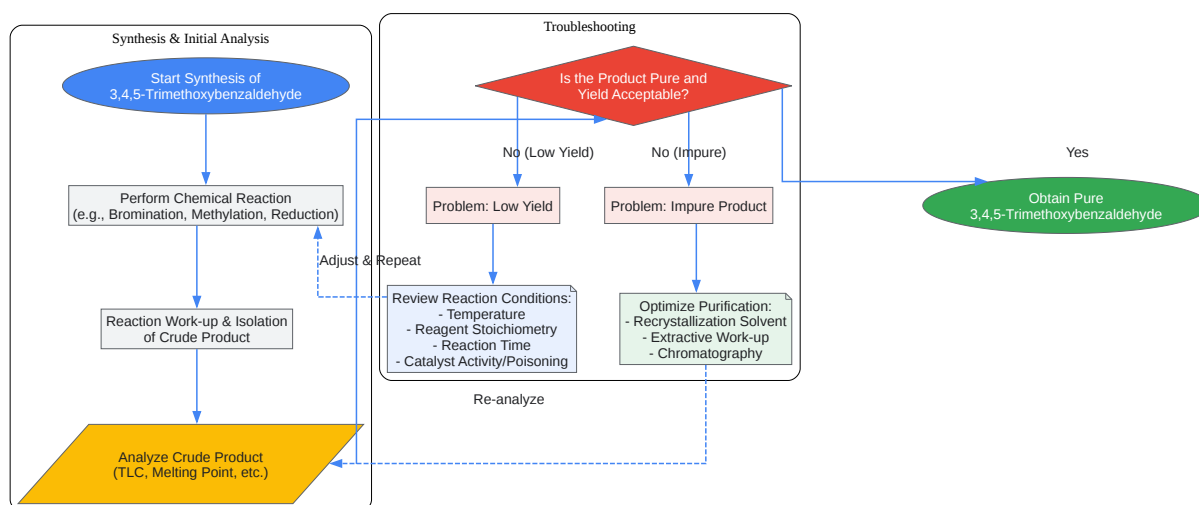 Synthesis & Initial Analysis
Start Synthesis of
3,4,5-Trimethoxybenzaldehyde
Perform Chemical Reaction
(e.g., Bromination, Methylation, Reduction)
Reaction Work-up & Isolation
of Crude Product
Analyze Crude Product
(TLC, Melting Point, etc.)
Troubleshooting
Is the Product Pure and
Yield Acceptable?
No (Low Yield)
No (Impure)
Problem: Low Yield
Problem: Impure Product
Adjust & Repeat
Review Reaction Conditions:
- Temperature
- Reagent Stoichiometry
- Reaction Time
- Catalyst Activity/Poisoning
Optimize Purification:
- Recrystallization Solvent
- Extractive Work-up
- Chromatography
Re-analyze
Yes
Obtain Pure
3,4,5-Trimethoxybenzaldehyde